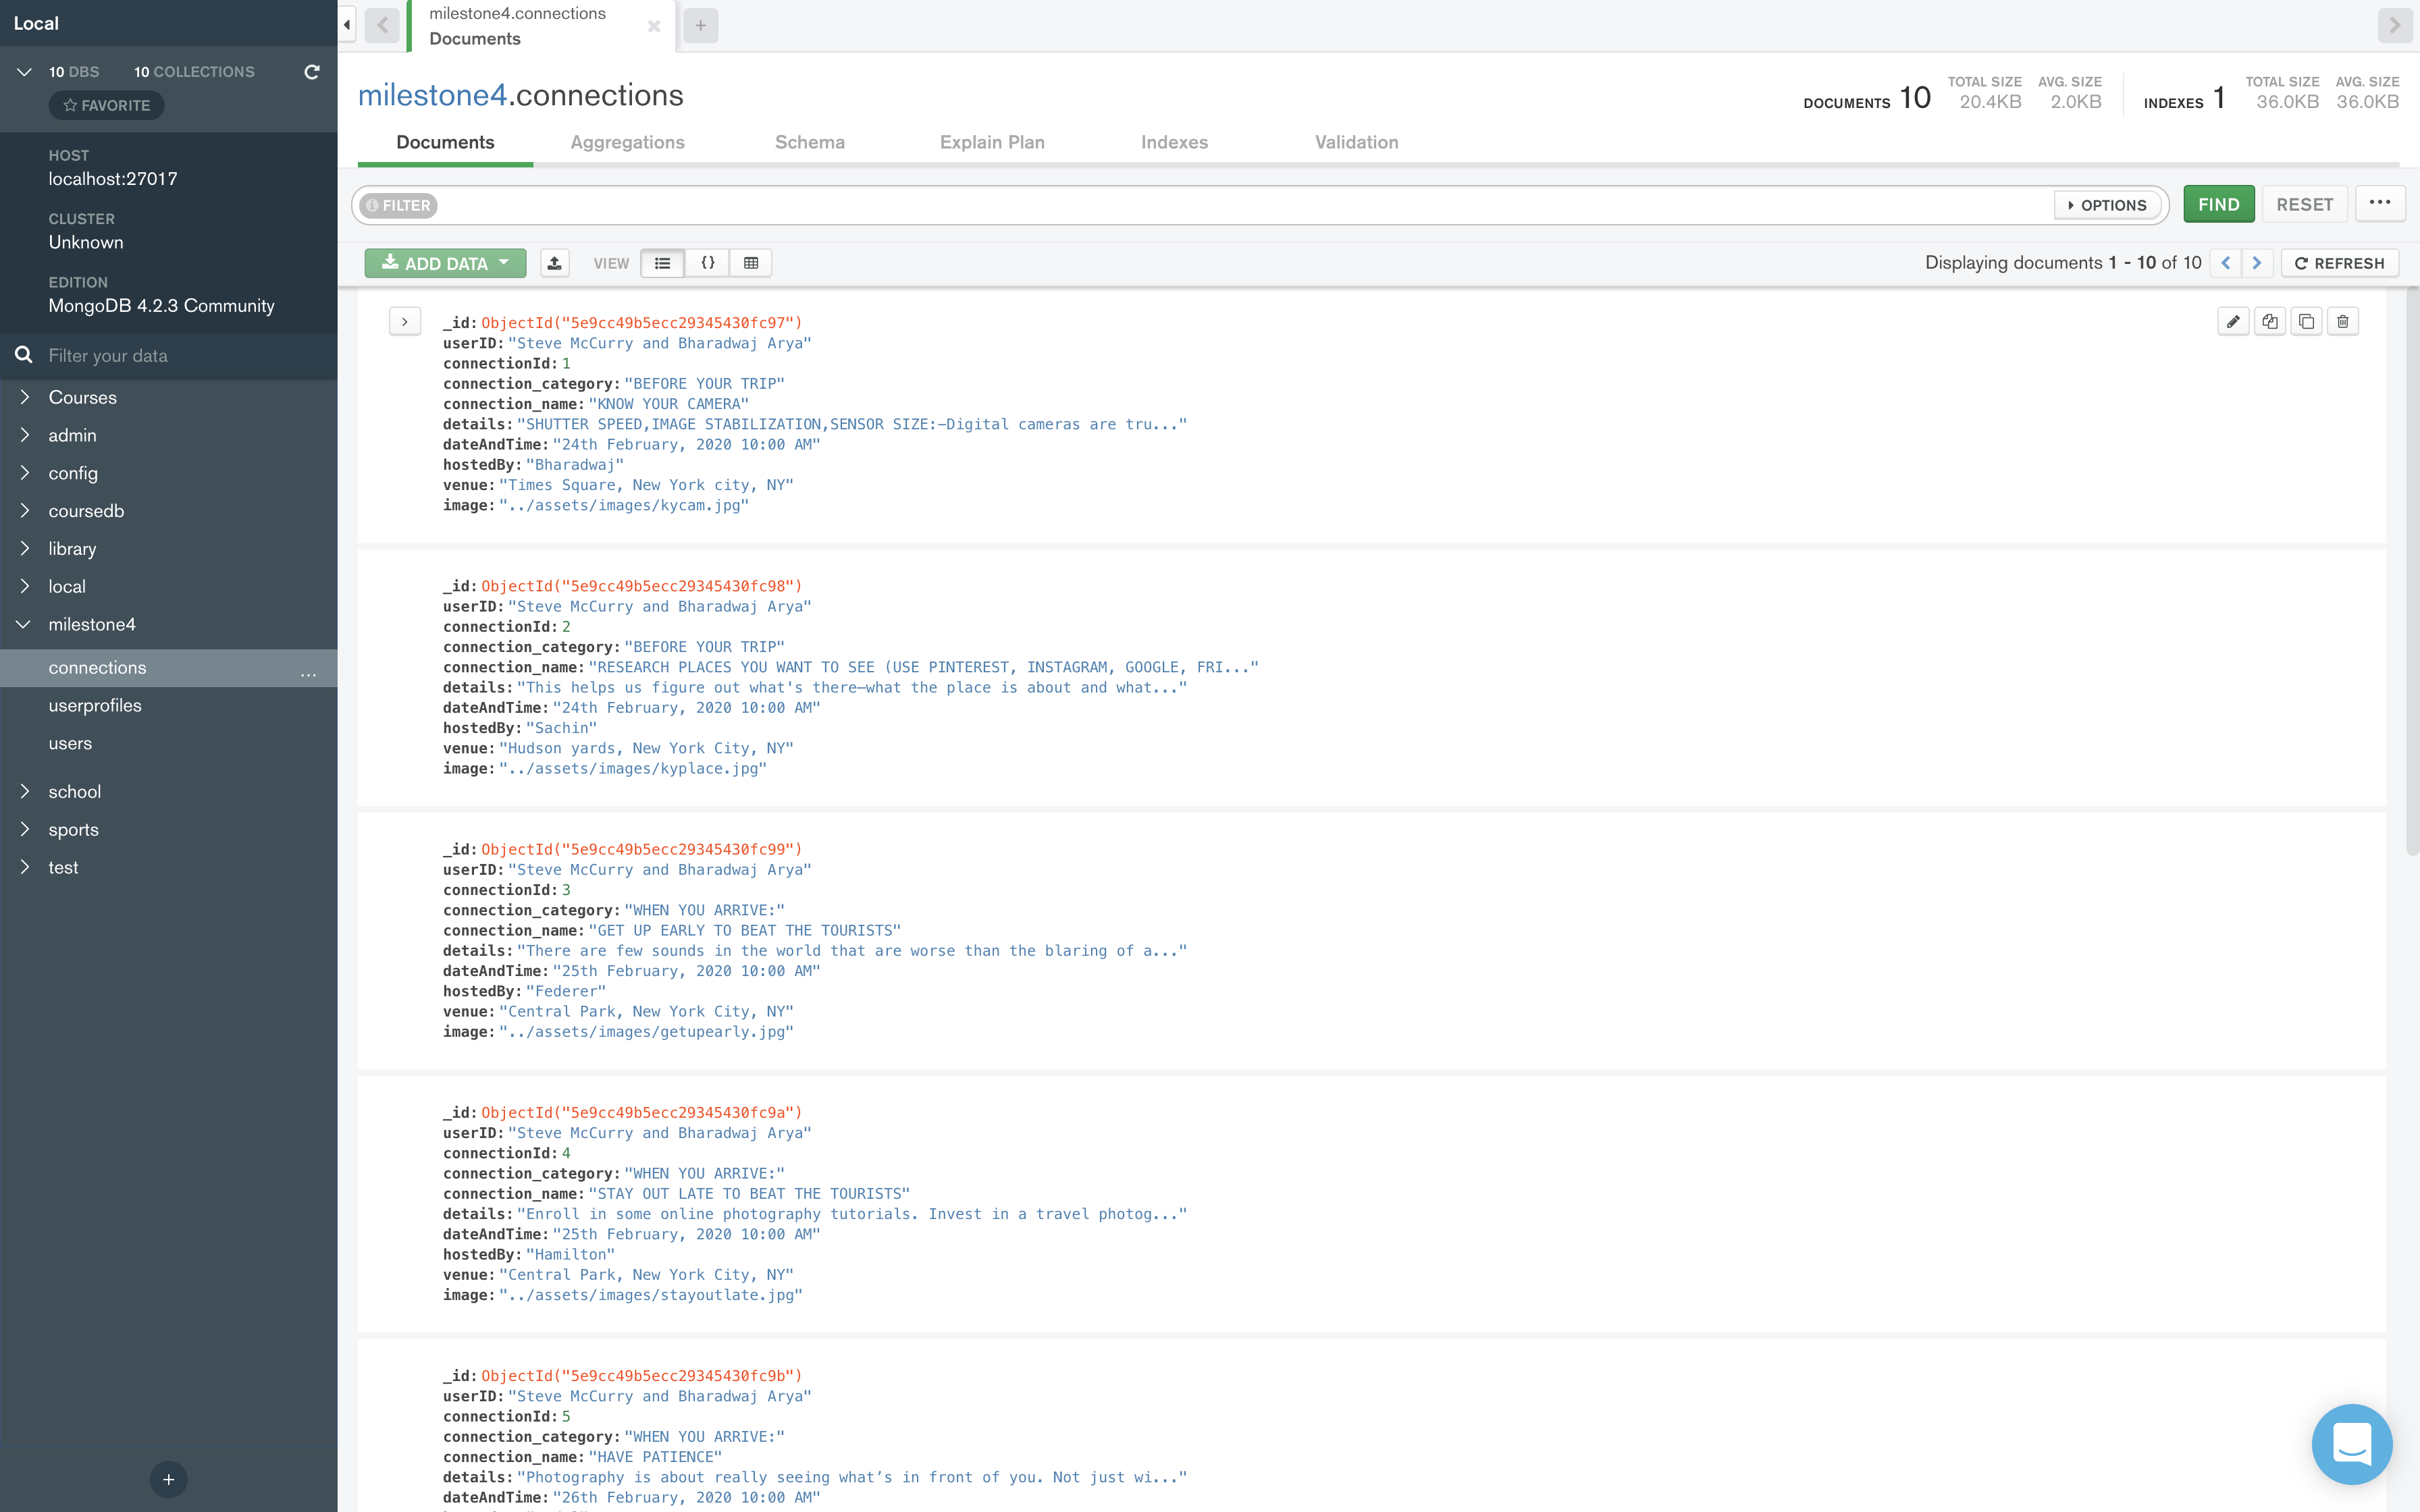 Local
10 DBS 10 COLLECTIONS
FAVORITE
HOST
localhost:27017
CLUSTER
Unknown
EDITION
MongoDB 4.2.3 Community
Filter your data
Courses
admin
config
coursedb
library
local
milestone4
connections ...
userprofiles
users
school
sports
test
+
milestone4.connections
Documents
+
milestone4.connections
DOCUMENTS 10 TOTAL SIZE 20.4KB AVG. SIZE 2.0KB INDEXES 1 TOTAL SIZE 36.0KB AVG. SIZE 36.0KB
Documents Aggregations Schema Explain Plan Indexes Validation
FILTER OPTIONS FIND RESET ...
ADD DATA VIEW {} Displaying documents 1 - 10 of 10 REFRESH
_id: ObjectId("5e9cc49b5ecc29345430fc97")
userID: "Steve McCurry and Bharadwaj Arya"
connectionId: 1
connection_category: "BEFORE YOUR TRIP"
connection_name: "KNOW YOUR CAMERA"
details: "SHUTTER SPEED,IMAGE STABILIZATION,SENSOR SIZE:-Digital cameras are tru..."
dateAndTime: "24th February, 2020 10:00 AM"
hostedBy: "Bharadwaj"
venue: "Times Square, New York city, NY"
image: "../assets/images/kycam.jpg"
_id: ObjectId("5e9cc49b5ecc29345430fc98")
userID: "Steve McCurry and Bharadwaj Arya"
connectionId: 2
connection_category: "BEFORE YOUR TRIP"
connection_name: "RESEARCH PLACES YOU WANT TO SEE (USE PINTEREST, INSTAGRAM, GOOGLE, FRI..."
details: "This helps us figure out what's there—what the place is about and what..."
dateAndTime: "24th February, 2020 10:00 AM"
hostedBy: "Sachin"
venue: "Hudson yards, New York City, NY"
image: "../assets/images/kyplace.jpg"
_id: ObjectId("5e9cc49b5ecc29345430fc99")
userID: "Steve McCurry and Bharadwaj Arya"
connectionId: 3
connection_category: "WHEN YOU ARRIVE:"
connection_name: "GET UP EARLY TO BEAT THE TOURISTS"
details: "There are few sounds in the world that are worse than the blaring of a..."
dateAndTime: "25th February, 2020 10:00 AM"
hostedBy: "Federer"
venue: "Central Park, New York City, NY"
image: "../assets/images/getupearly.jpg"
_id: ObjectId("5e9cc49b5ecc29345430fc9a")
userID: "Steve McCurry and Bharadwaj Arya"
connectionId: 4
connection_category: "WHEN YOU ARRIVE:"
connection_name: "STAY OUT LATE TO BEAT THE TOURISTS"
details: "Enroll in some online photography tutorials. Invest in a travel photog..."
dateAndTime: "25th February, 2020 10:00 AM"
hostedBy: "Hamilton"
venue: "Central Park, New York City, NY"
image: "../assets/images/stayoutlate.jpg"
_id: ObjectId("5e9cc49b5ecc29345430fc9b")
userID: "Steve McCurry and Bharadwaj Arya"
connectionId: 5
connection_category: "WHEN YOU ARRIVE:"
connection_name: "HAVE PATIENCE"
details: "Photography is about really seeing what’s in front of you. Not just wi..."
dateAndTime: "26th February, 2020 10:00 AM"